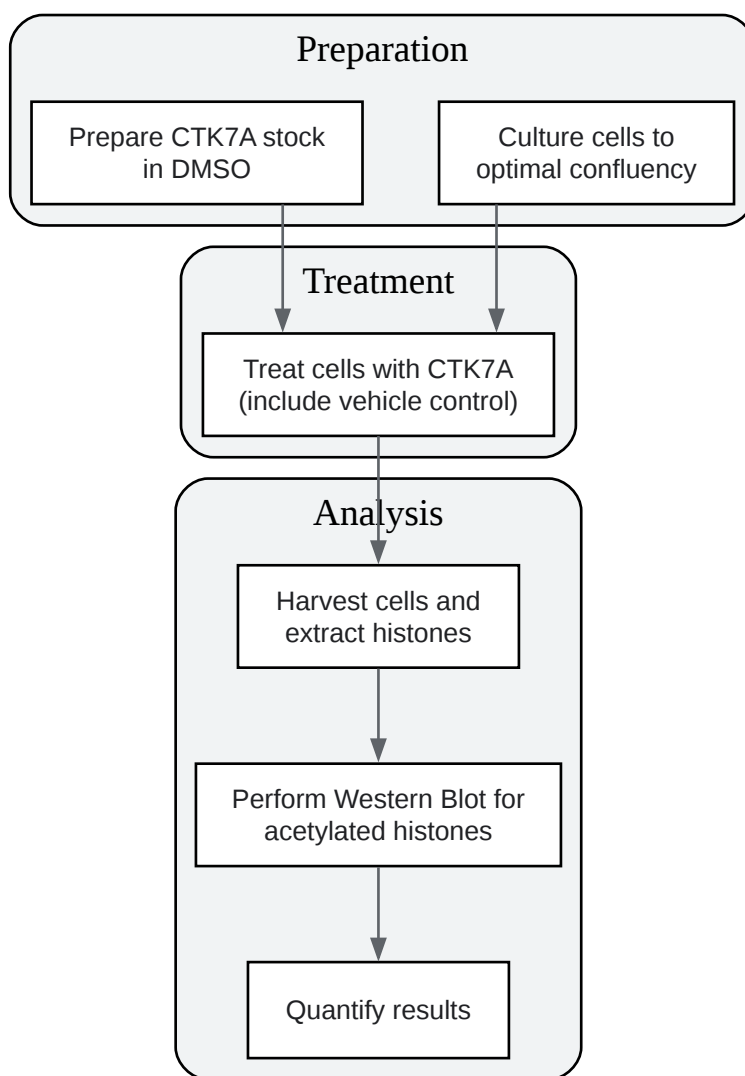 Preparation
Prepare CTK7A stock
in DMSO
Culture cells to
optimal confluency
Treatment
Treat cells with CTK7A
(include vehicle control)
Analysis
Harvest cells and
extract histones
Perform Western Blot for
acetylated histones
Quantify results